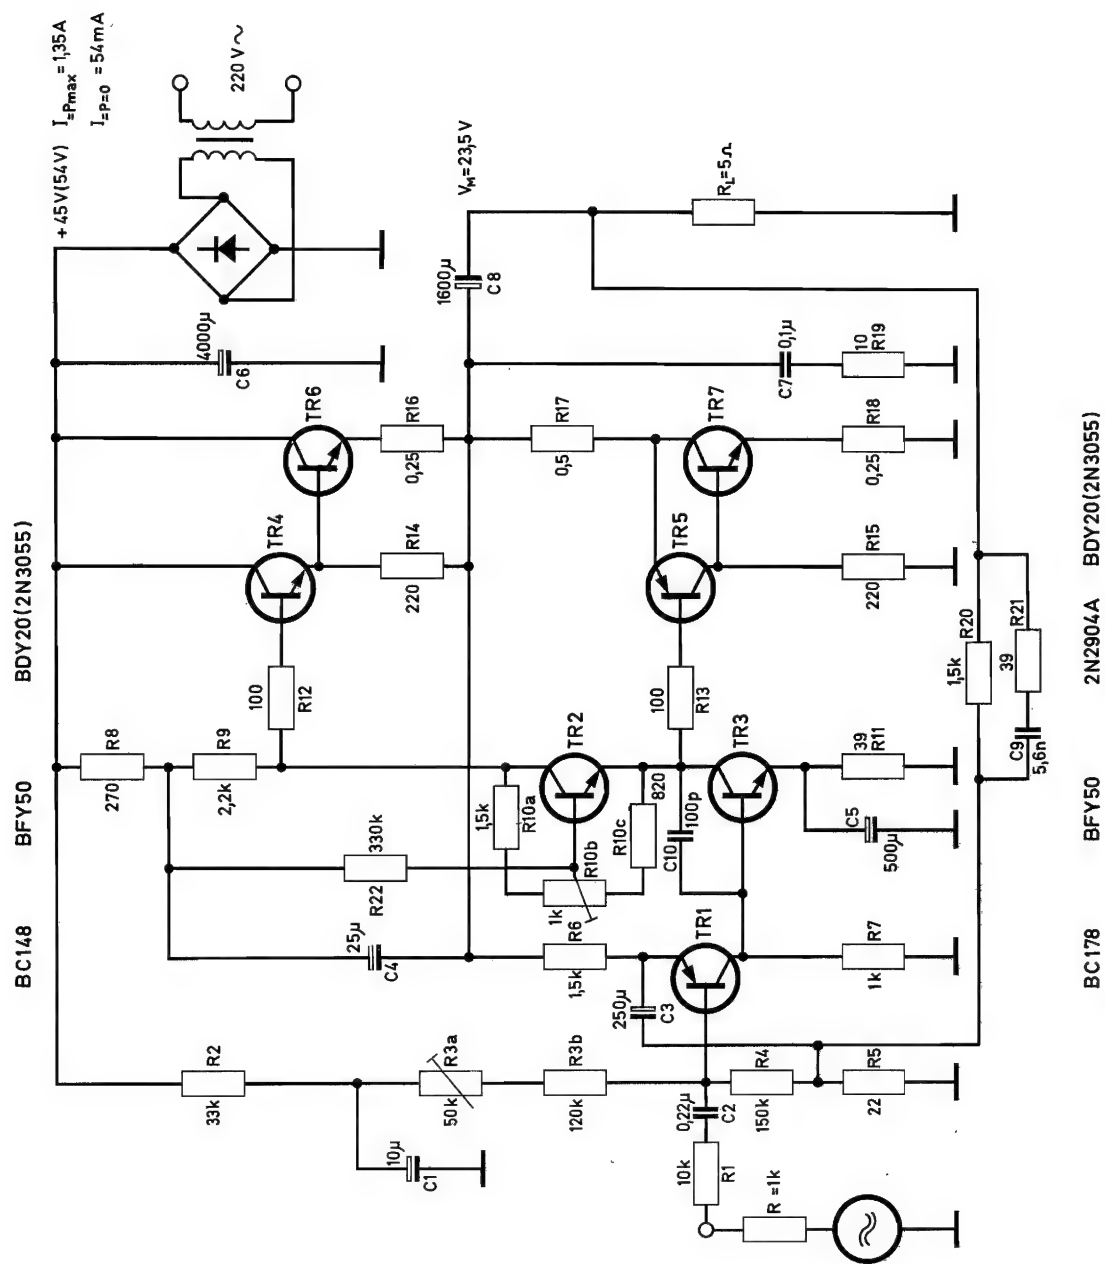 BC148
BFY50
BDY20(2N3055)
+45V(54V)
I=Pmax=1,35A
I=P=0 =54mA
220V~
4000µ
C6
TR6
R16
0,25
TR4
R14
220
100
R12
R8
270
R9
2,2k
330k
R22
25µ
C4
R2
33k
10µ
C1
R3a
50k
R3b
120k
R6
1,5k
250µ
C3
TR1
1,5k
R10a
R10b
1k
R10c
820
TR2
C10
100p
TR3
100
R13
TR5
R17
0,5
TR7
1600µ
C8
VM=23,5V
RL=5Ω
0,1µ
C7
10
R19
R18
0,25
R15
220
39
R11
C5
500µ
R7
1k
0,22µ
C2
R4
150k
R5
22
10k
R1
R=1k
R20
1,5k
R21
39
C9
5,6n
BC178
BFY50
2N2904A
BDY20(2N3055)